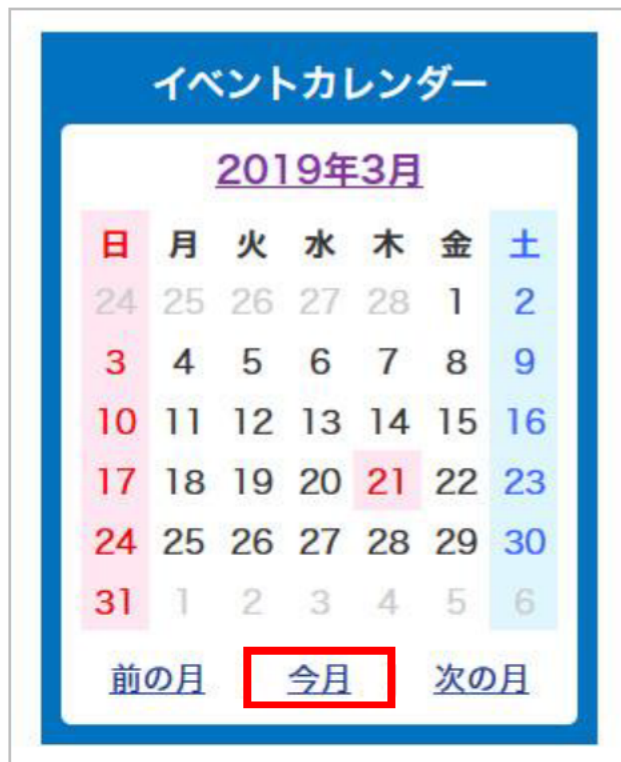 イベントカレンダー
2019年3月
日 月 火 水 木 金 土
24 25 26 27 28 1 2
3 4 5 6 7 8 9
10 11 12 13 14 15 16
17 18 19 20 21 22 23
24 25 26 27 28 29 30
31 1 2 3 4 5 6
前の月 今月 次の月